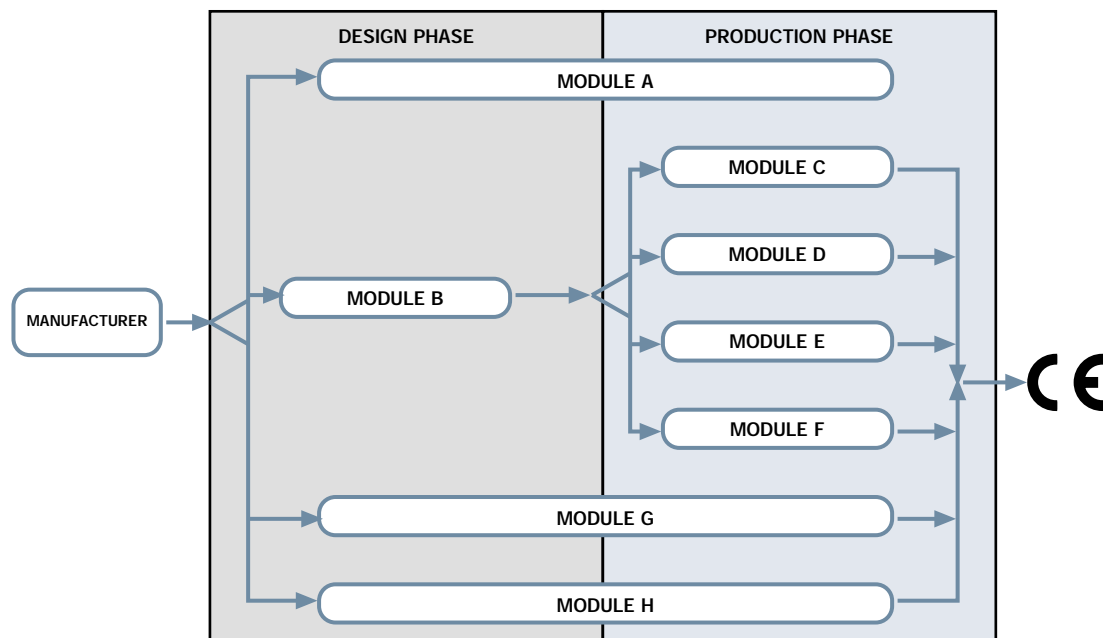 DESIGN PHASE
PRODUCTION PHASE
MODULE A
MODULE C
MODULE D
MODULE B
MANUFACTURER
MODULE E
CE
MODULE F
MODULE G
MODULE H